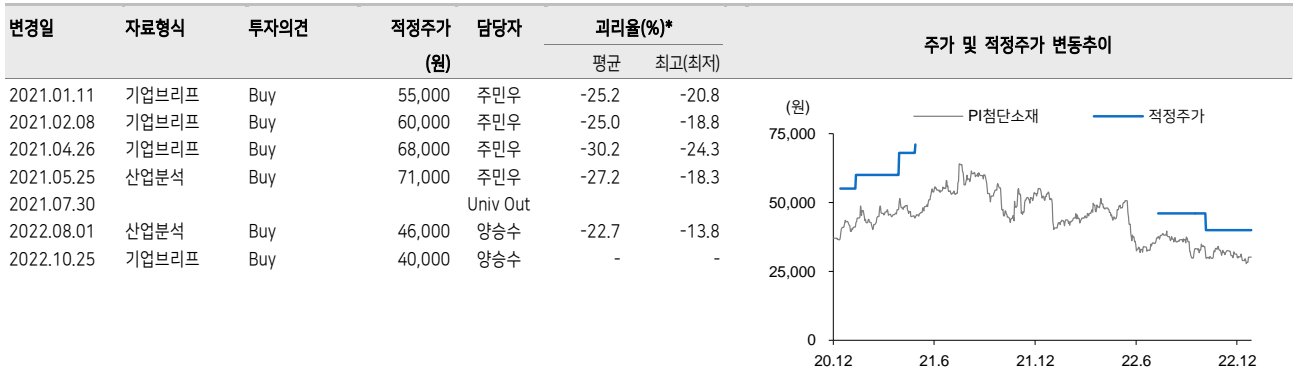 변경일 자료형식 투자의견 적정주가 담당자 괴리율(%)* 주가 및 적정주가 변동추이
(원) 평균 최고(최저)
2021.01.11 기업브리프 Buy 55,000 주민우 -25.2 -20.8
2021.02.08 기업브리프 Buy 60,000 주민우 -25.0 -18.8
2021.04.26 기업브리프 Buy 68,000 주민우 -30.2 -24.3
2021.05.25 산업분석 Buy 71,000 주민우 -27.2 -18.3
2021.07.30 Univ Out
2022.08.01 산업분석 Buy 46,000 양승수 -22.7 -13.8
2022.10.25 기업브리프 Buy 40,000 양승수 - -
(원) PI첨단소재 적정주가
75,000
50,000
25,000
0
20.12 21.6 21.12 22.6 22.12